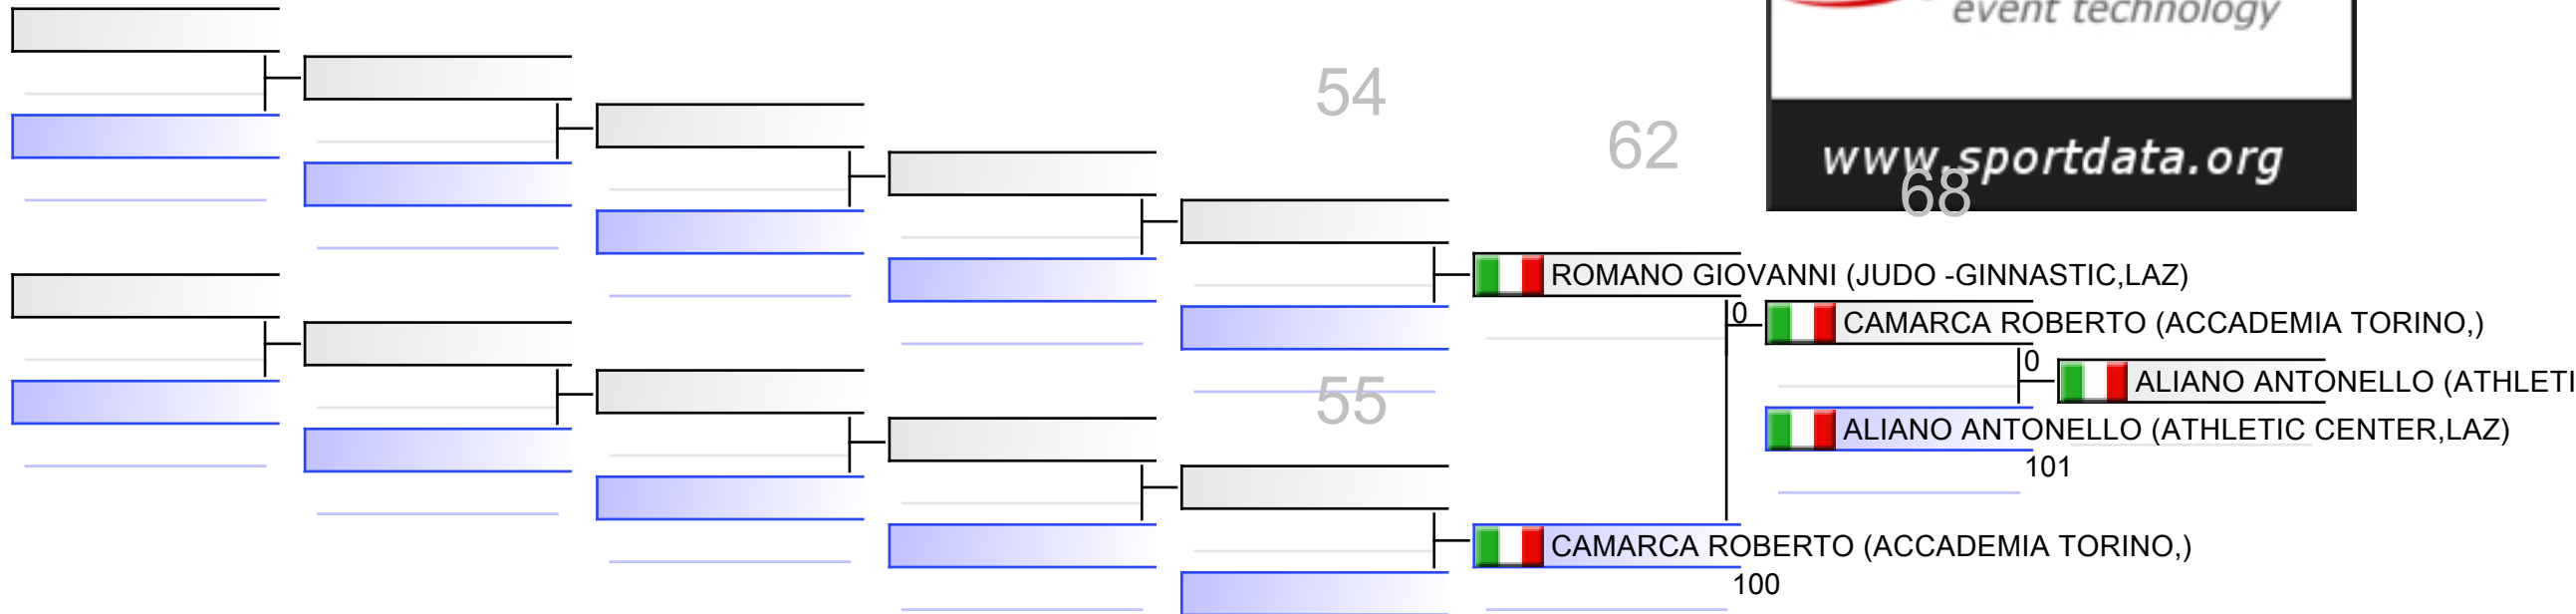 event technology
54
62
www.sportdata.org
68
ROMANO GIOVANNI (JUDO -GINNASTIC,LAZ)
0
CAMARCA ROBERTO (ACCADEMIA TORINO,)
0
ALIANO ANTONELLO (ATHLETI
55
ALIANO ANTONELLO (ATHLETIC CENTER,LAZ)
101
CAMARCA ROBERTO (ACCADEMIA TORINO,)
100